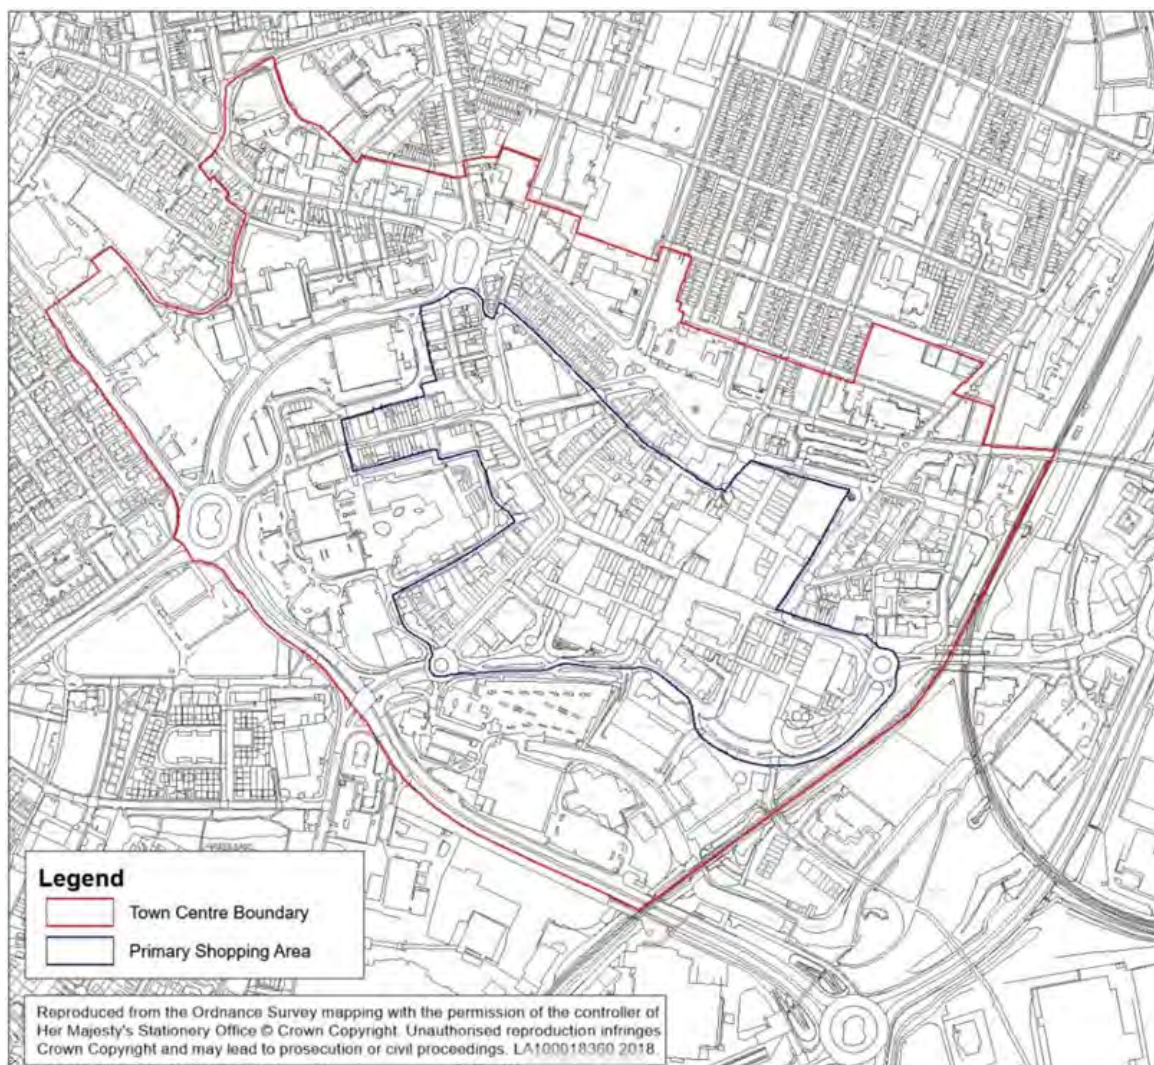 Legend
Town Centre Boundary
Primary Shopping Area
Reproduced from the Ordnance Survey mapping with the permission of the controller of
Her Majesty's Stationery Office © Crown Copyright. Unauthorised reproduction infringes
Crown Copyright and may lead to prosecution or civil proceedings. LA100018360 2018.